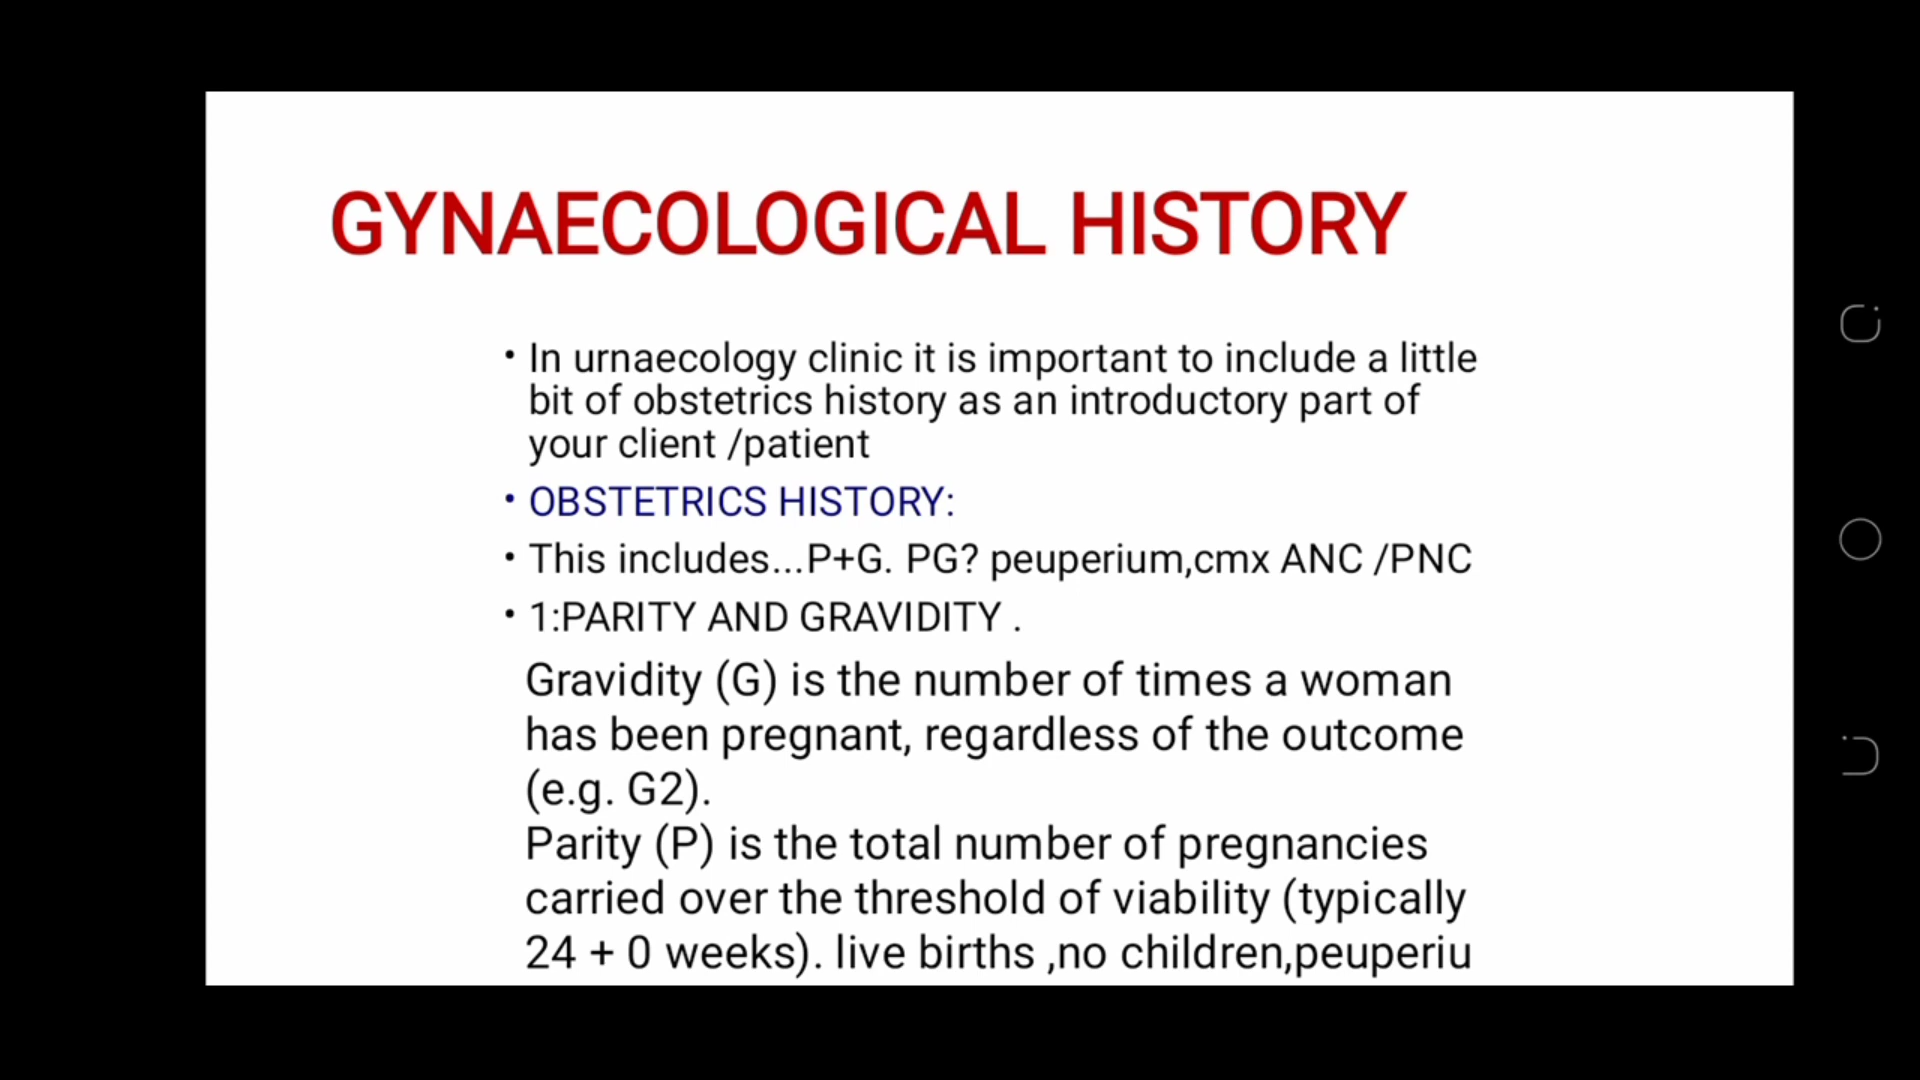 GYNAECOLOGICAL HISTORY
• In urnaecology clinic it is important to include a little
bit of obstetrics history as an introductory part of
your client /patient
• OBSTETRICS HISTORY:
• This includes...P+G. PG? peuperium,cmx ANC /PNC
• 1:PARITY AND GRAVIDITY .
Gravidity (G) is the number of times a woman
has been pregnant, regardless of the outcome
(e.g. G2).
Parity (P) is the total number of pregnancies
carried over the threshold of viability (typically
24 + 0 weeks). live births ,no children,peuperiu